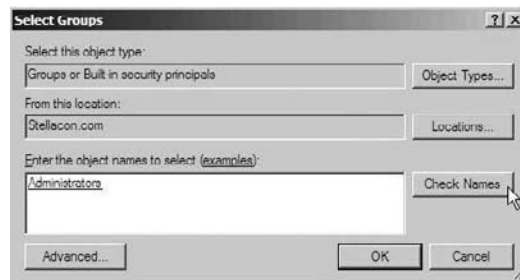 Select Groups
Select this object type:
Groups or Built in security principals
Object Types...
From this location:
Stellacon.com
Locations...
Enter the object names to select (examples):
Administrators
Check Names
Advanced...
OK
Cancel